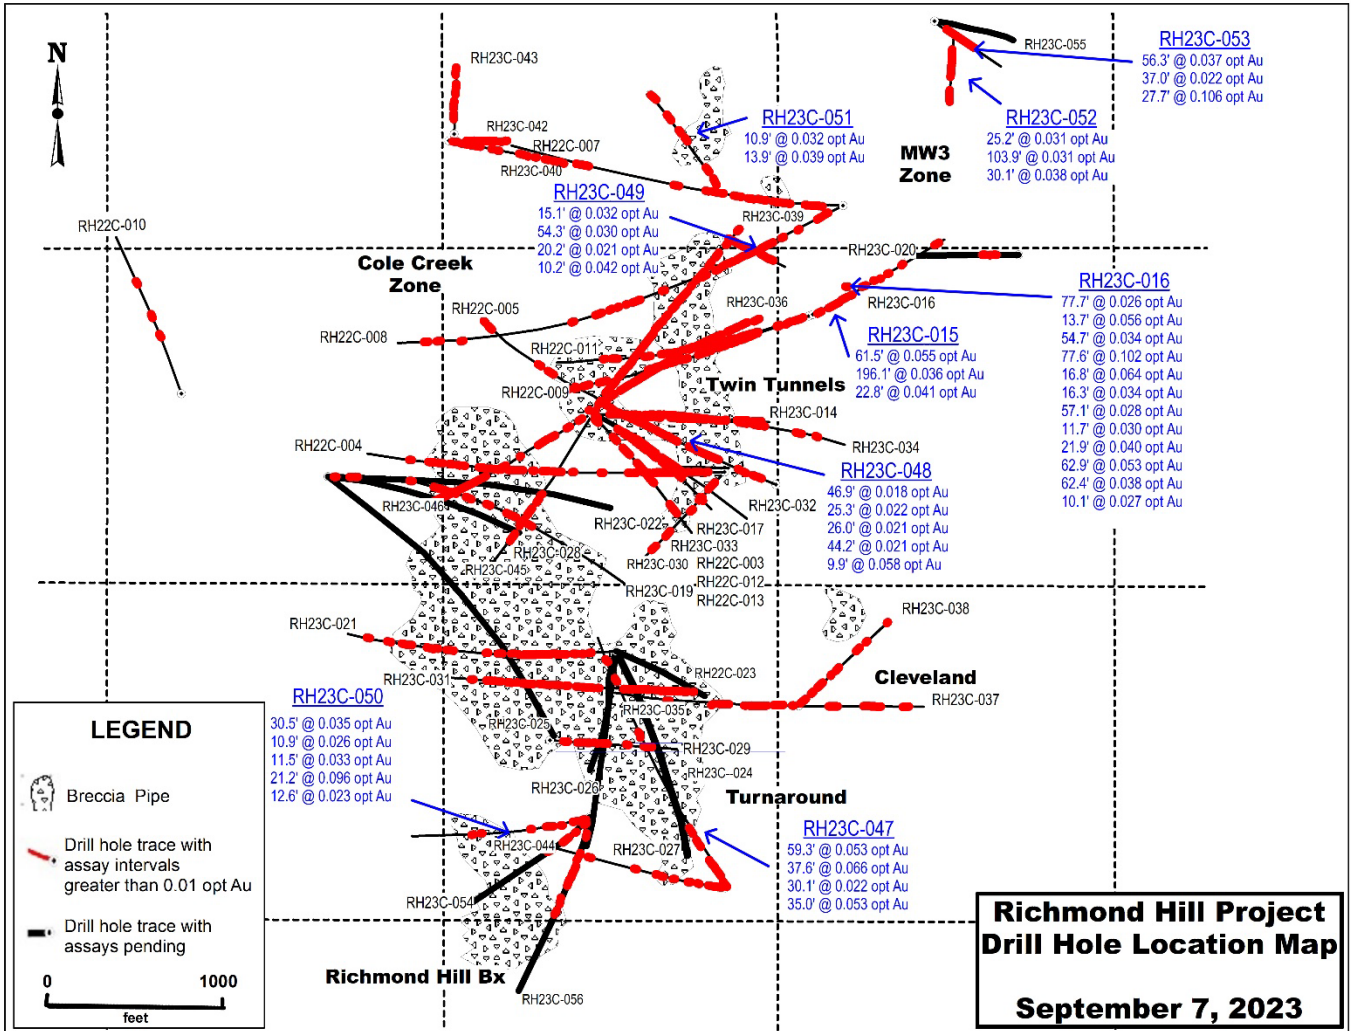 N
RH23C-043
RH23C-055
RH23C-053
56.3' @ 0.037 opt Au
37.0' @ 0.022 opt Au
27.7' @ 0.106 opt Au
RH23C-042
RH22C-007
RH23C-040
RH23C-051
10.9' @ 0.032 opt Au
13.9' @ 0.039 opt Au
RH23C-052
25.2' @ 0.031 opt Au
103.9' @ 0.031 opt Au
30.1' @ 0.038 opt Au
MW3
Zone
RH23C-049
15.1' @ 0.032 opt Au
54.3' @ 0.030 opt Au
20.2' @ 0.021 opt Au
10.2' @ 0.042 opt Au
RH23C-039
RH22C-010
RH23C-020
Cole Creek
Zone
RH23C-016
77.7' @ 0.026 opt Au
13.7' @ 0.056 opt Au
54.7' @ 0.034 opt Au
77.6' @ 0.102 opt Au
16.8' @ 0.064 opt Au
16.3' @ 0.034 opt Au
57.1' @ 0.028 opt Au
11.7' @ 0.030 opt Au
21.9' @ 0.040 opt Au
62.9' @ 0.053 opt Au
62.4' @ 0.038 opt Au
10.1' @ 0.027 opt Au
RH22C-005
RH23C-036
RH23C-016
RH22C-008
RH22C-011
RH23C-015
61.5' @ 0.055 opt Au
196.1' @ 0.036 opt Au
22.8' @ 0.041 opt Au
Twin Tunnels
RH22C-009
RH23C-014
RH22C-004
RH23C-034
RH23C-048
46.9' @ 0.018 opt Au
25.3' @ 0.022 opt Au
26.0' @ 0.021 opt Au
44.2' @ 0.021 opt Au
9.9' @ 0.058 opt Au
RH23C-046
RH23C-032
RH23C-022
RH23C-017
RH23C-033
RH23C-028
RH23C-045
RH23C-030
RH22C-003
RH22C-012
RH22C-013
RH23C-019
RH23C-021
RH23C-038
RH23C-031
RH22C-023
Cleveland
RH23C-037
RH23C-050
30.5' @ 0.035 opt Au
10.9' @ 0.026 opt Au
11.5' @ 0.033 opt Au
21.2' @ 0.096 opt Au
12.6' @ 0.023 opt Au
RH23C-035
RH23C-025
RH23C-029
RH23C--024
RH23C-026
Turnaround
RH23C-047
59.3' @ 0.053 opt Au
37.6' @ 0.066 opt Au
30.1' @ 0.022 opt Au
35.0' @ 0.053 opt Au
RH23C-044
RH23C-027
RH23C-054
Richmond Hill Bx
RH23C-056
LEGEND
Breccia Pipe
Drill hole trace with
assay intervals
greater than 0.01 opt Au
Drill hole trace with
assays pending
0 1000
feet
Richmond Hill Project
Drill Hole Location Map
September 7, 2023